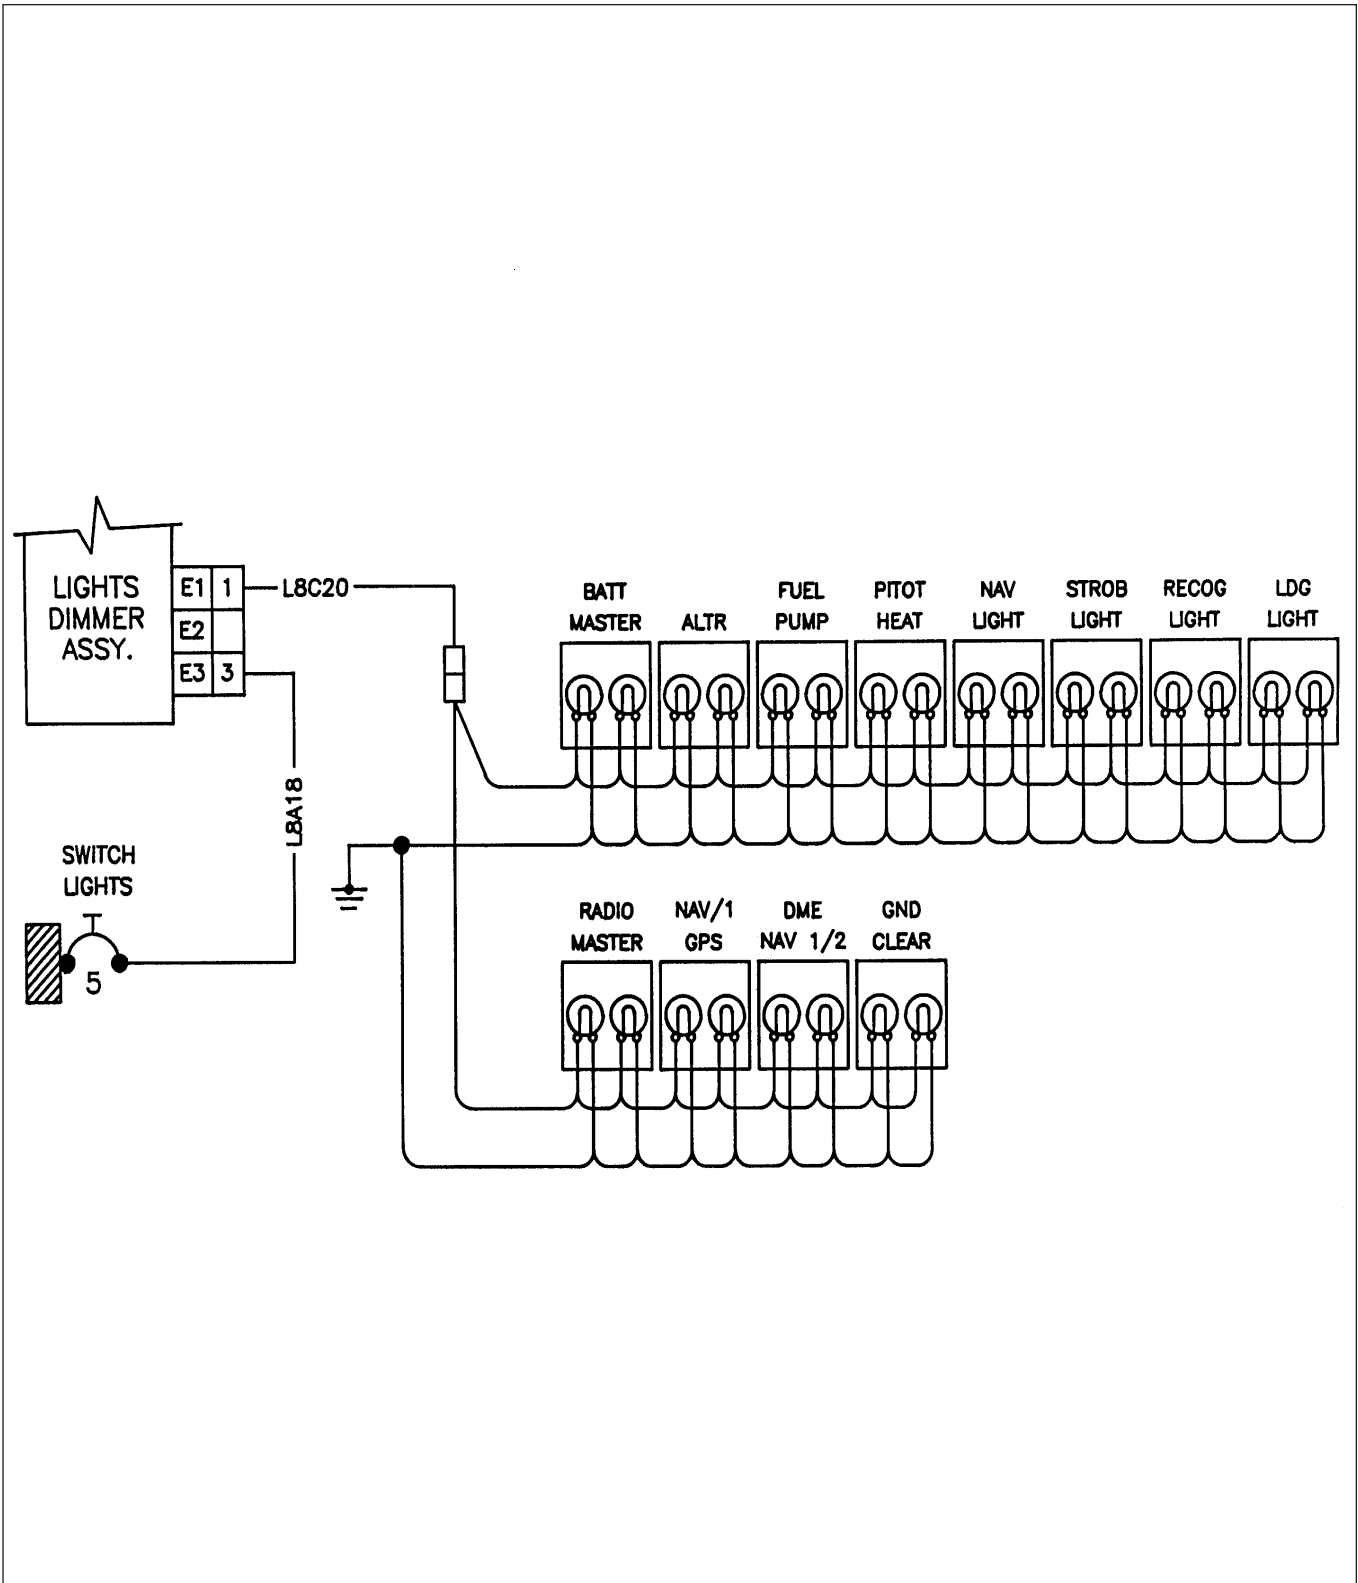 LIGHTS
DIMMER
ASSY.
E1 1
E2
E3 3
L8C20
L8A18
BATT
MASTER
ALTR
FUEL
PUMP
PITOT
HEAT
NAV
LIGHT
STROB
LIGHT
RECOG
LIGHT
LDG
LIGHT
SWITCH
LIGHTS
5
RADIO
MASTER
NAV/1
GPS
DME
NAV 1/2
GND
CLEAR